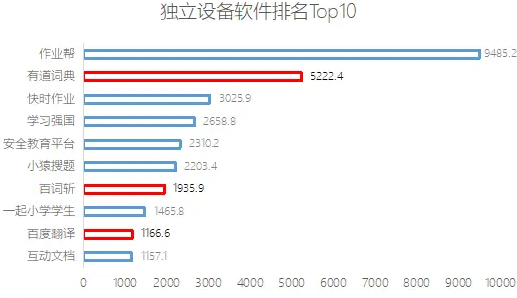 独立设备软件排名Top10
作业帮 9485.2
有道词典 5222.4
快时作业 3025.9
学习强国 2658.8
安全教育平台 2310.2
小猿搜题 2203.4
百词斩 1935.9
一起小学学生 1465.8
百度翻译 1166.6
互动文档 1157.1
0 1000 2000 3000 4000 5000 6000 7000 8000 9000 10000